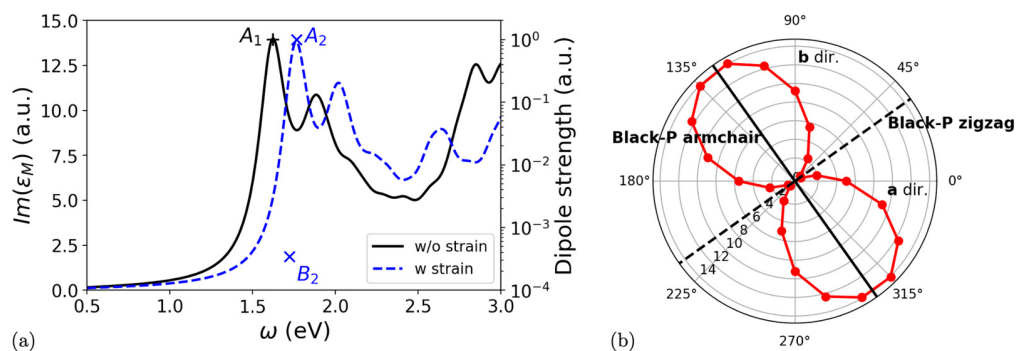 15.0
12.5
10.0
7.5
5.0
2.5
0.0
Im(ε_M) (a.u.)
A₁
A₂
B₂
w/o strain
w strain
0.5 1.0 1.5 2.0 2.5 3.0
ω (eV)
10⁰
10⁻¹
10⁻²
10⁻³
10⁻⁴
Dipole strength (a.u.)
(a)
90°
135°
45°
b dir.
Black-P armchair
Black-P zigzag
180°
0°
a dir.
4
6
8
10
12
14
225°
315°
270°
(b)